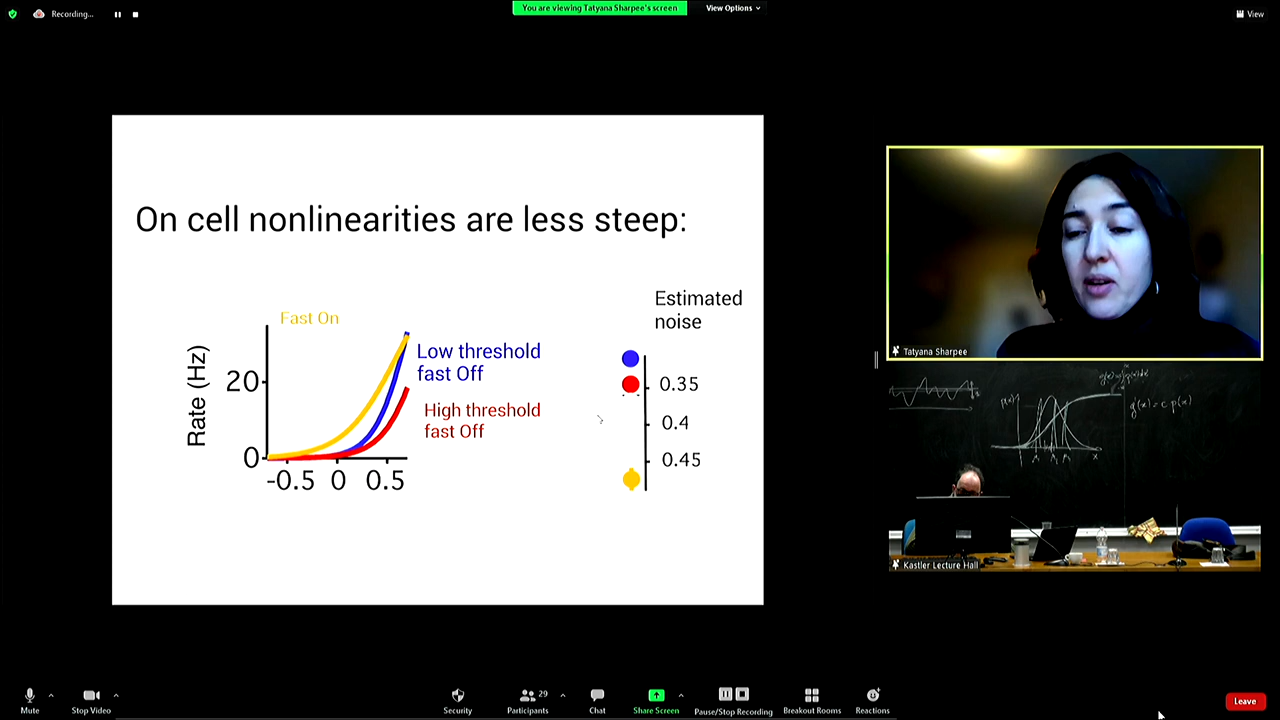 Recording...
You are viewing Tatyana Sharpee's screen
View Options
View
On cell nonlinearities are less steep:
Fast On
Rate (Hz)
20
0
-0.5 0 0.5
Low threshold
fast Off
High threshold
fast Off
Estimated
noise
0.35
0.4
0.45
Tatyana Sharpee
g'(x) = c p(x)
Kastler Lecture Hall
Mute
Stop Video
Security
Participants
29
Chat
Share Screen
Pause/Stop Recording
Breakout Rooms
Reactions
Leave